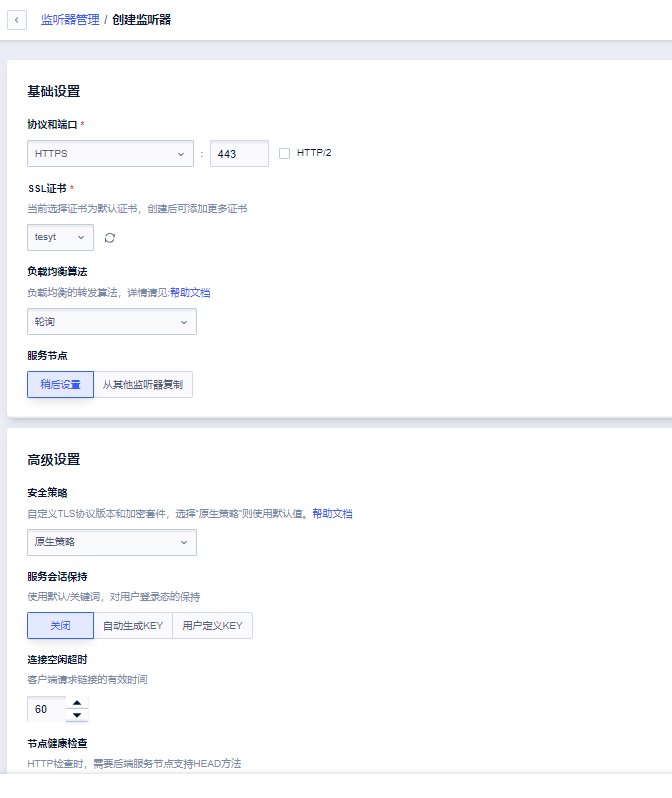 监听器管理 / 创建监听器
基础设置
协议和端口 *
HTTPS : 443 HTTP/2
SSL证书 *
当前选择证书为默认证书，创建后可添加更多证书
tesyt
负载均衡算法
负载均衡的转发算法，详情请见:帮助文档
轮询
服务节点
稍后设置 从其他监听器复制
高级设置
安全策略
自定义TLS协议版本和加密套件，选择"原生策略"则使用默认值。帮助文档
原生策略
服务会话保持
使用默认/关键词，对用户登录态的保持
关闭 自动生成KEY 用户定义KEY
连接空闲超时
客户端请求链接的有效时间
60
节点健康检查
HTTP检查时，需要后端服务节点支持HEAD方法